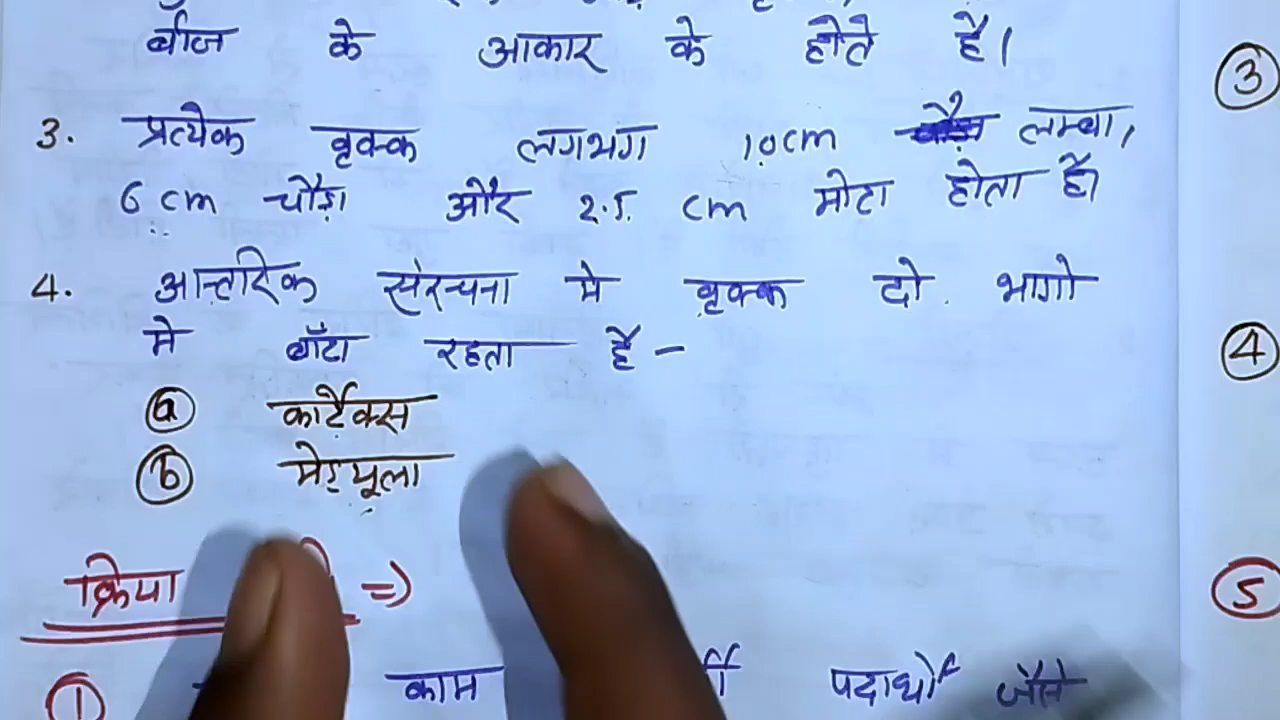 बीज के आकार के होते है।
3. प्रत्येक वृक्क लगभग 10cm लम्बा,
6 cm चौड़ा और 2.5 cm मोटा होता है।
4. आन्तरिक संरचना मे वृक्क दो भागो
मे बाँटा रहता है -
a कार्टेक्स
b मेड्यूला
क्रिया =>
1 काम पदार्थो जैसे
3
4
5